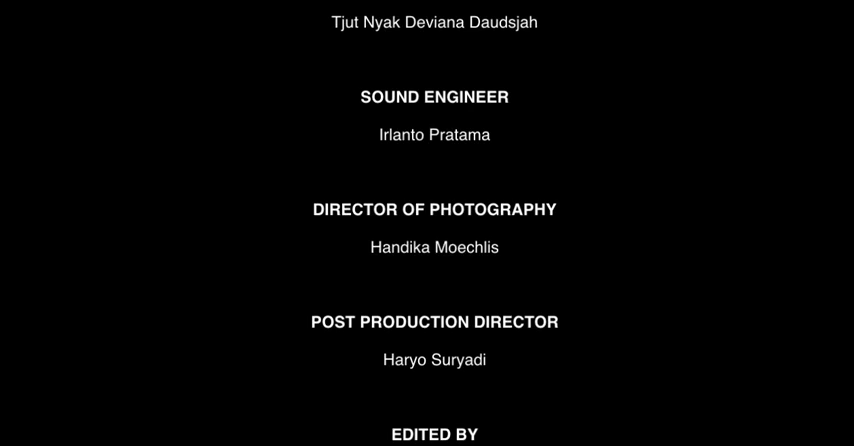 Tjut Nyak Deviana Daudsjah
SOUND ENGINEER
Irlanto Pratama
DIRECTOR OF PHOTOGRAPHY
Handika Moechlis
POST PRODUCTION DIRECTOR
Haryo Suryadi
EDITED BY